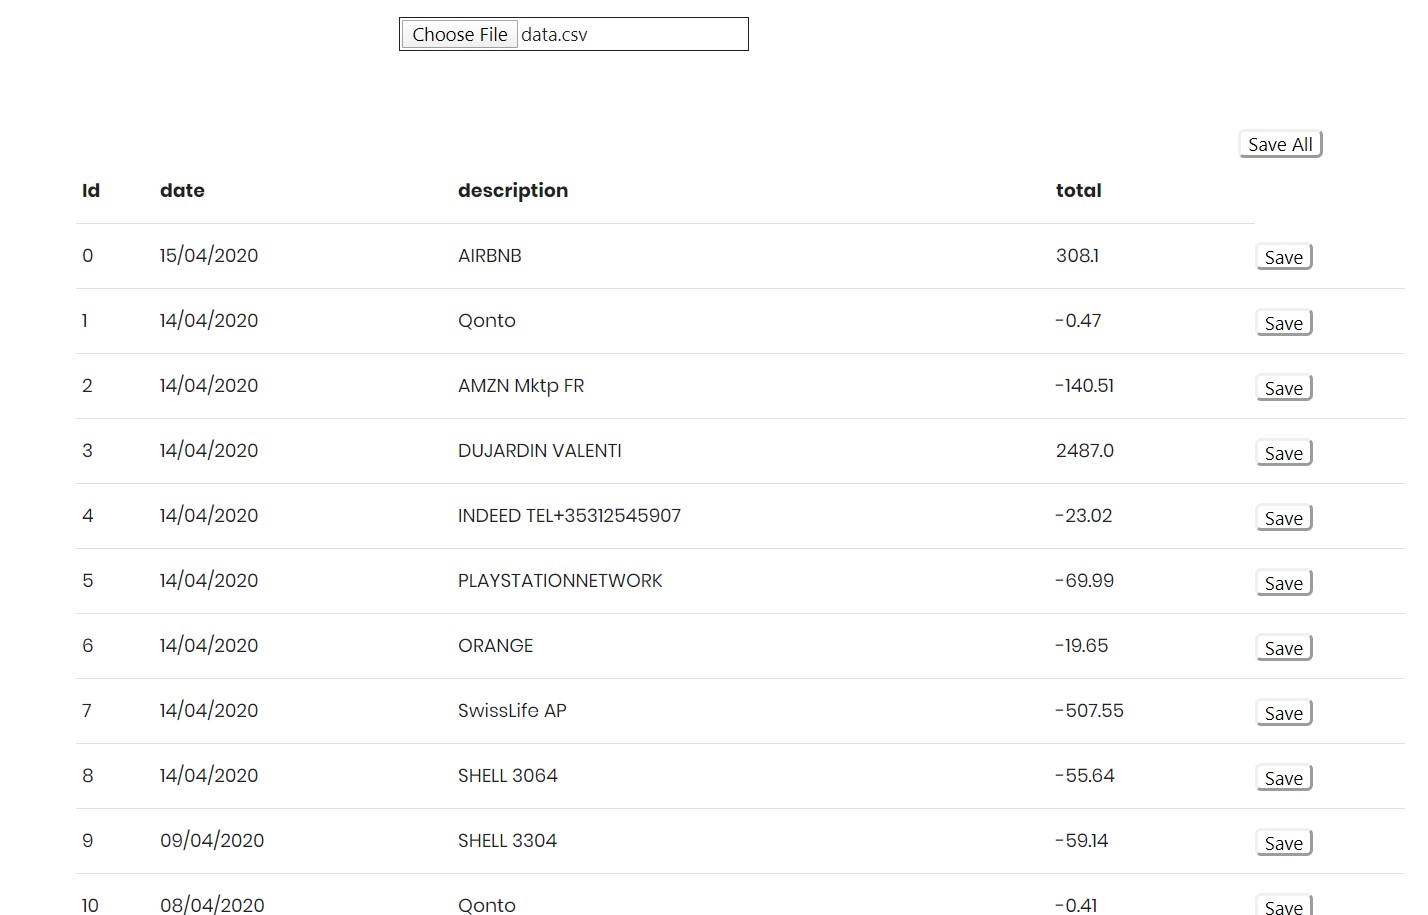 Choose File data.csv
Save All
Id date description total
0 15/04/2020 AIRBNB 308.1 Save
1 14/04/2020 Qonto -0.47 Save
2 14/04/2020 AMZN Mktp FR -140.51 Save
3 14/04/2020 DUJARDIN VALENTI 2487.0 Save
4 14/04/2020 INDEED TEL+35312545907 -23.02 Save
5 14/04/2020 PLAYSTATIONNETWORK -69.99 Save
6 14/04/2020 ORANGE -19.65 Save
7 14/04/2020 SwissLife AP -507.55 Save
8 14/04/2020 SHELL 3064 -55.64 Save
9 09/04/2020 SHELL 3304 -59.14 Save
10 08/04/2020 Qonto -0.41 Save